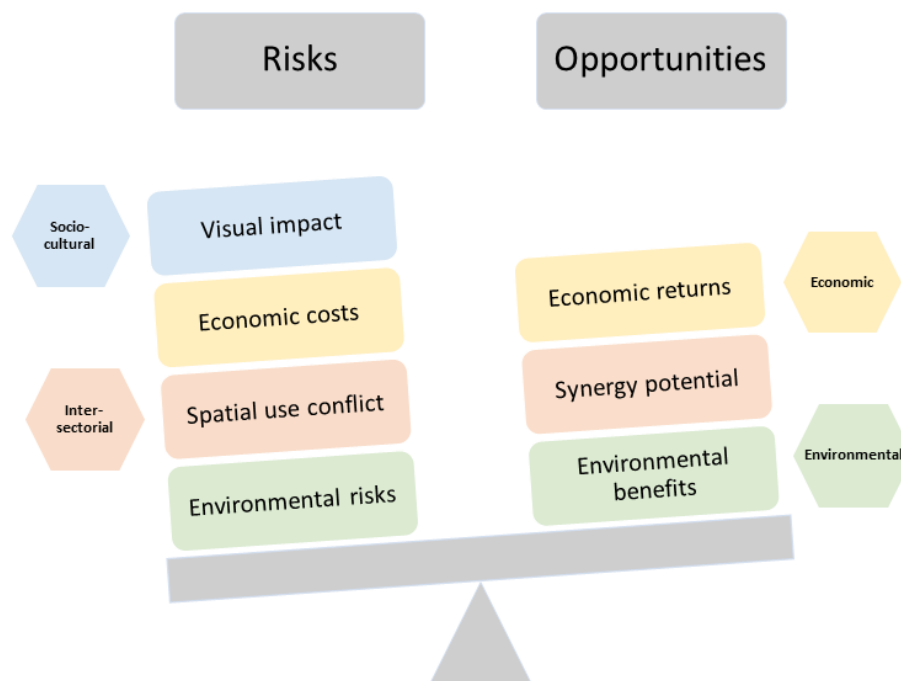 Risks
Opportunities
Socio-
cultural
Visual impact
Economic costs
Inter-
sectorial
Spatial use conflict
Environmental risks
Economic returns
Economic
Synergy potential
Environmental
benefits
Environmental